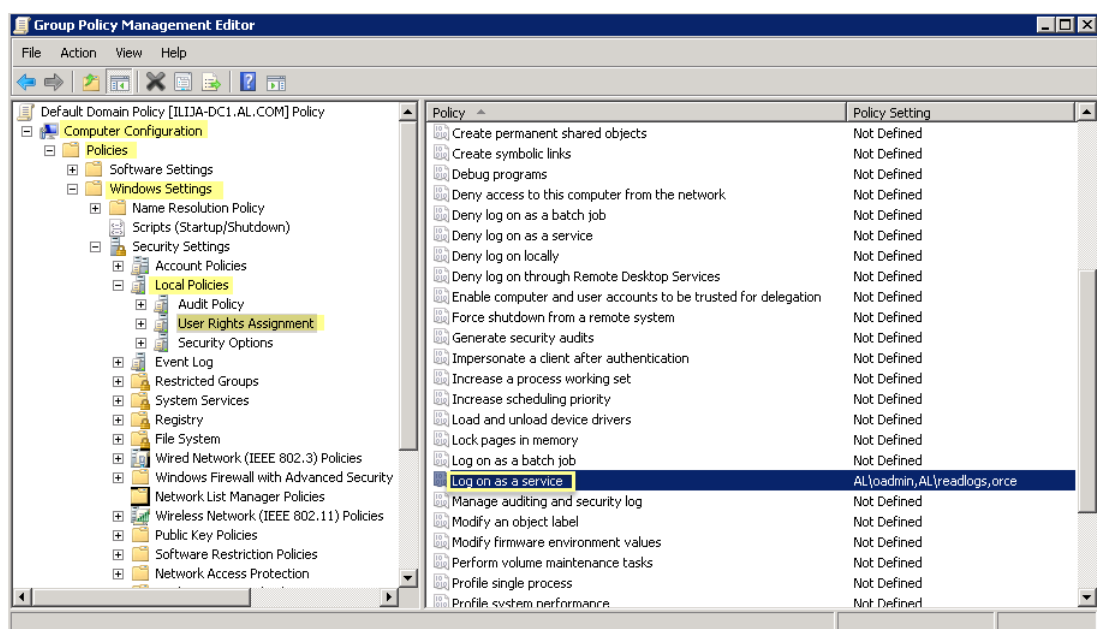 Group Policy Management Editor
File Action View Help
Default Domain Policy [ILIJA-DC1.AL.COM] Policy
Computer Configuration
Policies
Software Settings
Windows Settings
Name Resolution Policy
Scripts (Startup/Shutdown)
Security Settings
Account Policies
Local Policies
Audit Policy
User Rights Assignment
Security Options
Event Log
Restricted Groups
System Services
Registry
File System
Wired Network (IEEE 802.3) Policies
Windows Firewall with Advanced Security
Network List Manager Policies
Wireless Network (IEEE 802.11) Policies
Public Key Policies
Software Restriction Policies
Network Access Protection
Policy Policy Setting
Create permanent shared objects Not Defined
Create symbolic links Not Defined
Debug programs Not Defined
Deny access to this computer from the network Not Defined
Deny log on as a batch job Not Defined
Deny log on as a service Not Defined
Deny log on locally Not Defined
Deny log on through Remote Desktop Services Not Defined
Enable computer and user accounts to be trusted for delegation Not Defined
Force shutdown from a remote system Not Defined
Generate security audits Not Defined
Impersonate a client after authentication Not Defined
Increase a process working set Not Defined
Increase scheduling priority Not Defined
Load and unload device drivers Not Defined
Lock pages in memory Not Defined
Log on as a batch job Not Defined
Log on as a service AL\oadmin,AL\readlogs,orce
Manage auditing and security log Not Defined
Modify an object label Not Defined
Modify firmware environment values Not Defined
Perform volume maintenance tasks Not Defined
Profile single process Not Defined
Profile system performance Not Defined